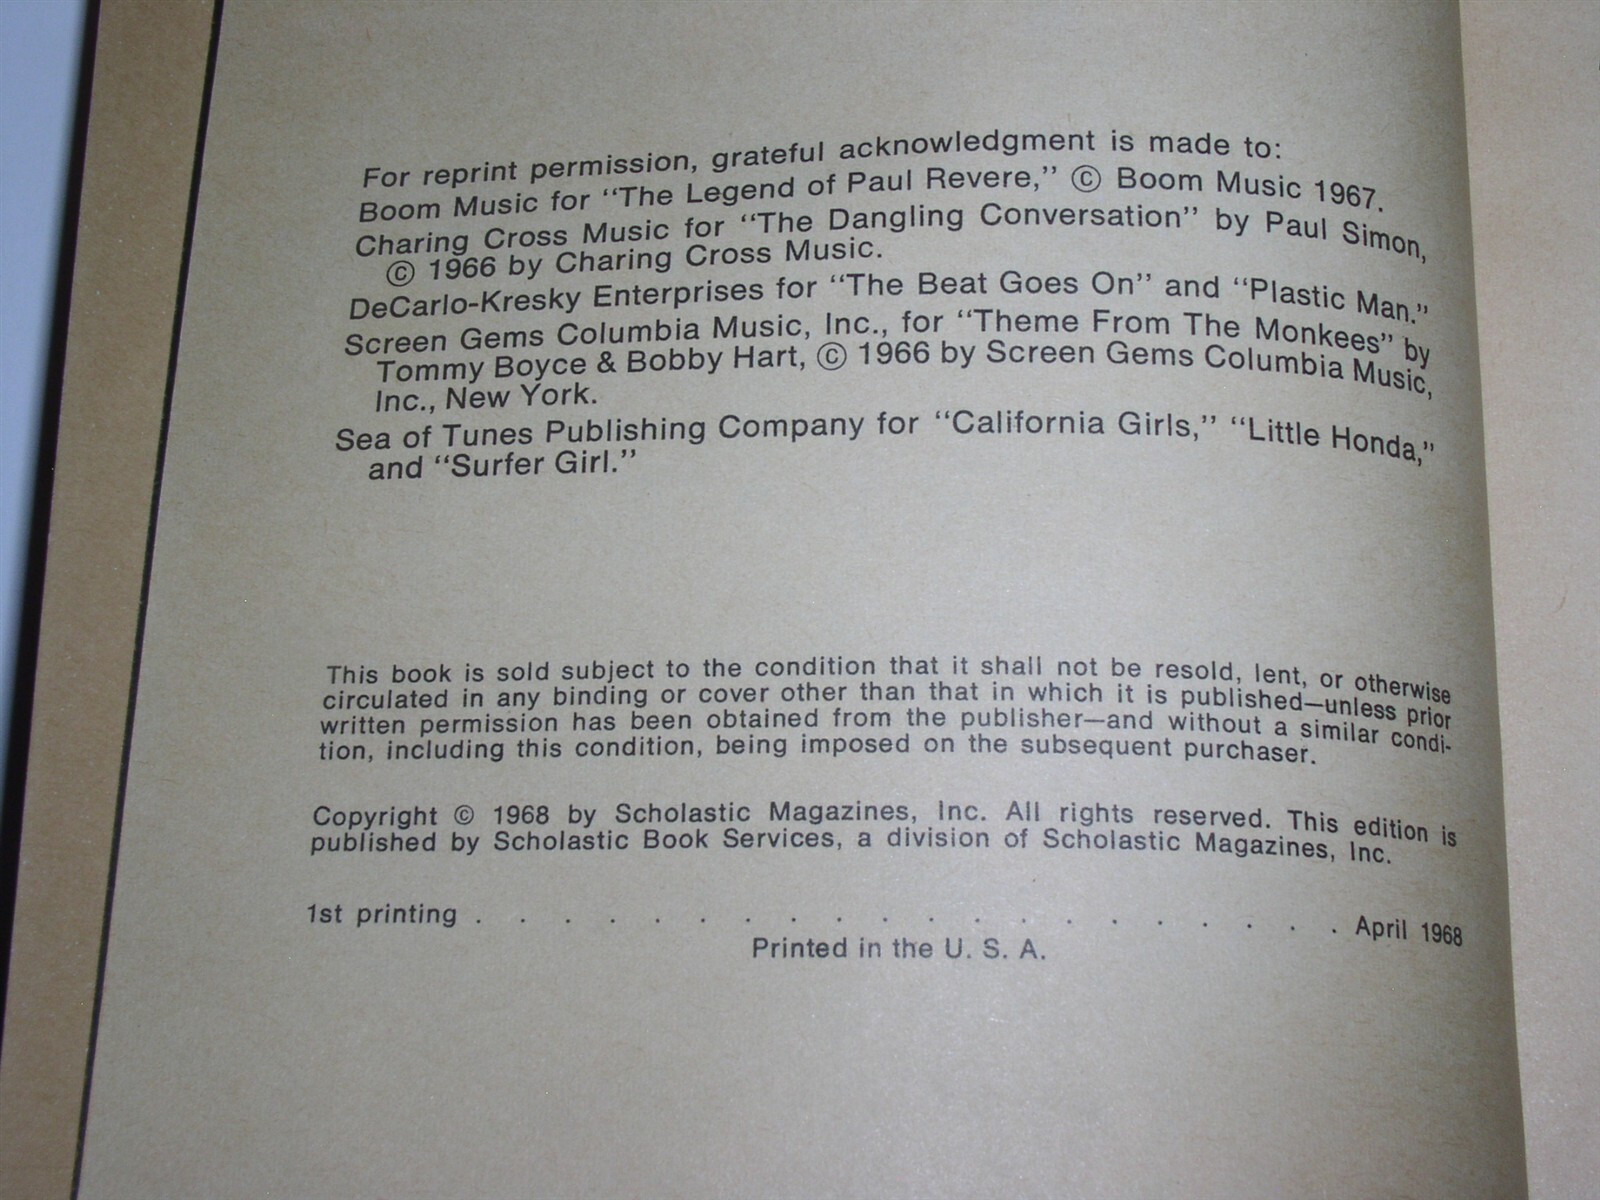 For reprint permission, grateful acknowledgment is made to:
Boom Music for "The Legend of Paul Revere," © Boom Music 1967.
Charing Cross Music for "The Dangling Conversation" by Paul Simon,
© 1966 by Charing Cross Music.
DeCarlo-Kresky Enterprises for "The Beat Goes On" and "Plastic Man."
Screen Gems Columbia Music, Inc., for "Theme From The Monkees" by
Tommy Boyce & Bobby Hart, © 1966 by Screen Gems Columbia Music,
Inc., New York.
Sea of Tunes Publishing Company for "California Girls," "Little Honda,"
and "Surfer Girl."
This book is sold subject to the condition that it shall not be resold, lent, or otherwise
circulated in any binding or cover other than that in which it is published—unless prior
written permission has been obtained from the publisher—and without a similar condi-
tion, including this condition, being imposed on the subsequent purchaser.
Copyright © 1968 by Scholastic Magazines, Inc. All rights reserved. This edition is
published by Scholastic Book Services, a division of Scholastic Magazines, Inc.
1st printing . . . . . . . . . . . . . . . . . . . . April 1968
Printed in the U. S. A.